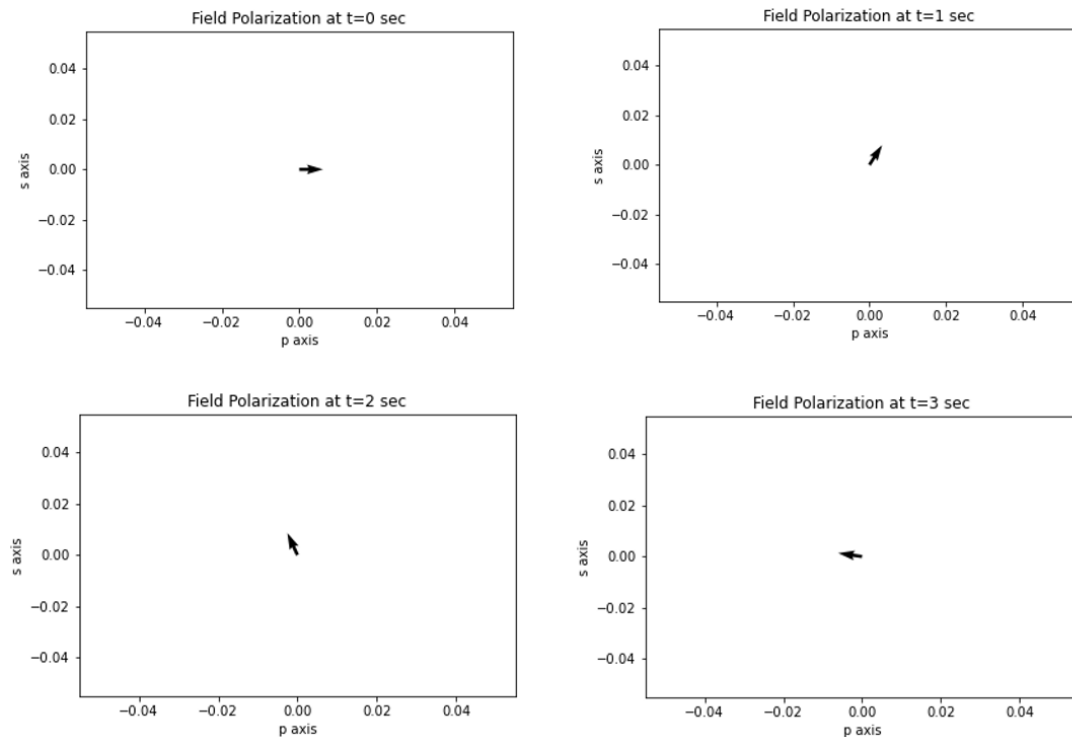 Field Polarization at t=0 sec
0.04
0.02
0.00
−0.02
−0.04
s axis
−0.04 −0.02 0.00 0.02 0.04
p axis
Field Polarization at t=1 sec
0.04
0.02
0.00
−0.02
−0.04
s axis
−0.04 −0.02 0.00 0.02 0.04
p axis
Field Polarization at t=2 sec
0.04
0.02
0.00
−0.02
−0.04
s axis
−0.04 −0.02 0.00 0.02 0.04
p axis
Field Polarization at t=3 sec
0.04
0.02
0.00
−0.02
−0.04
s axis
−0.04 −0.02 0.00 0.02 0.04
p axis